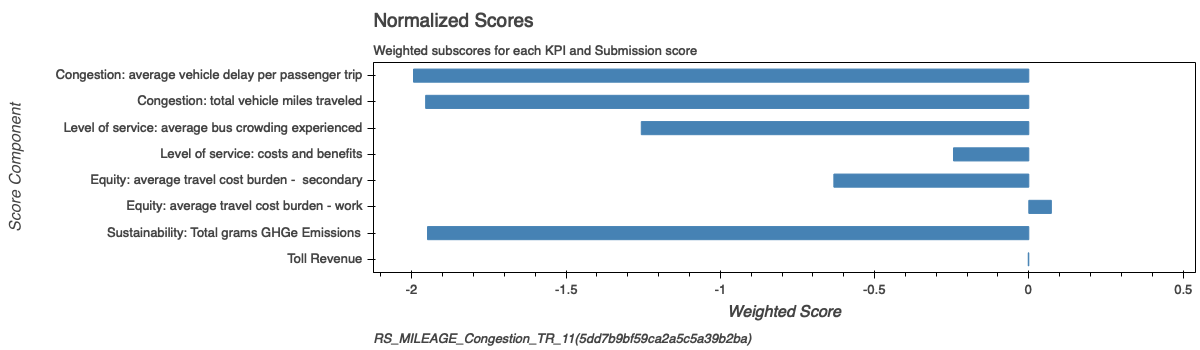 Normalized Scores
Weighted subscores for each KPI and Submission score
Score Component
Congestion: average vehicle delay per passenger trip
Congestion: total vehicle miles traveled
Level of service: average bus crowding experienced
Level of service: costs and benefits
Equity: average travel cost burden -  secondary
Equity: average travel cost burden - work
Sustainability: Total grams GHGe Emissions
Toll Revenue
-2 -1.5 -1 -0.5 0 0.5
Weighted Score
RS_MILEAGE_Congestion_TR_11(5dd7b9bf59ca2a5c5a39b2ba)